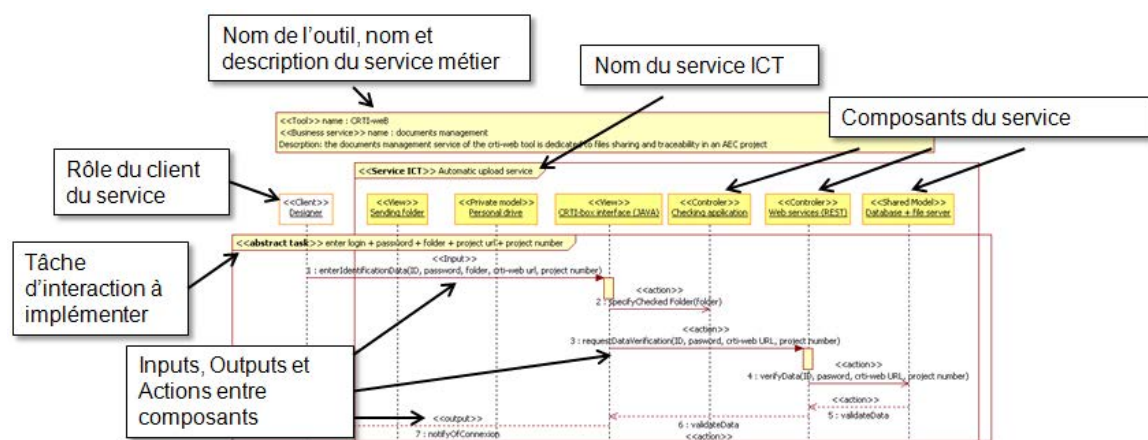 Nom de l'outil, nom et
description du service métier
Nom du service ICT
Composants du service
Rôle du client
du service
<<Tool>> name : CRTI-weB
<<Business service>> name : documents management
Descrption: the documents management service of the crti-web tool is dedicated to files sharing and traceability in an AEC project
<<Service ICT>> Automatic upload service
<<Client>>
Designer
<<View>>
Sending folder
<<Private model>>
Personal drive
<<View>>
CRTI-box interface (JAVA)
<<Controler>>
Checking application
<<Controler>>
Web services (REST)
<<Shared Model>>
Database + file server
<<abstract task>> enter login + password + folder + project url + project number
Tâche
d'interaction à
implémenter
<<Input>>
1 : enterIdentificationData(ID, password, folder, crti-web url, project number)
<<action>>
2 : specifyChecked Folder(folder)
<<action>>
3 : requestDataVerification(ID, pasword, crti-web URL, project number)
<<action>>
4 : verifyData(ID, pasword, crti-web URL, project number)
Inputs, Outputs et
Actions entre
composants
<<action>>
5 : validateData
<<output>>
6 : validateData
7 : notifyOfConnexion
<<action>>